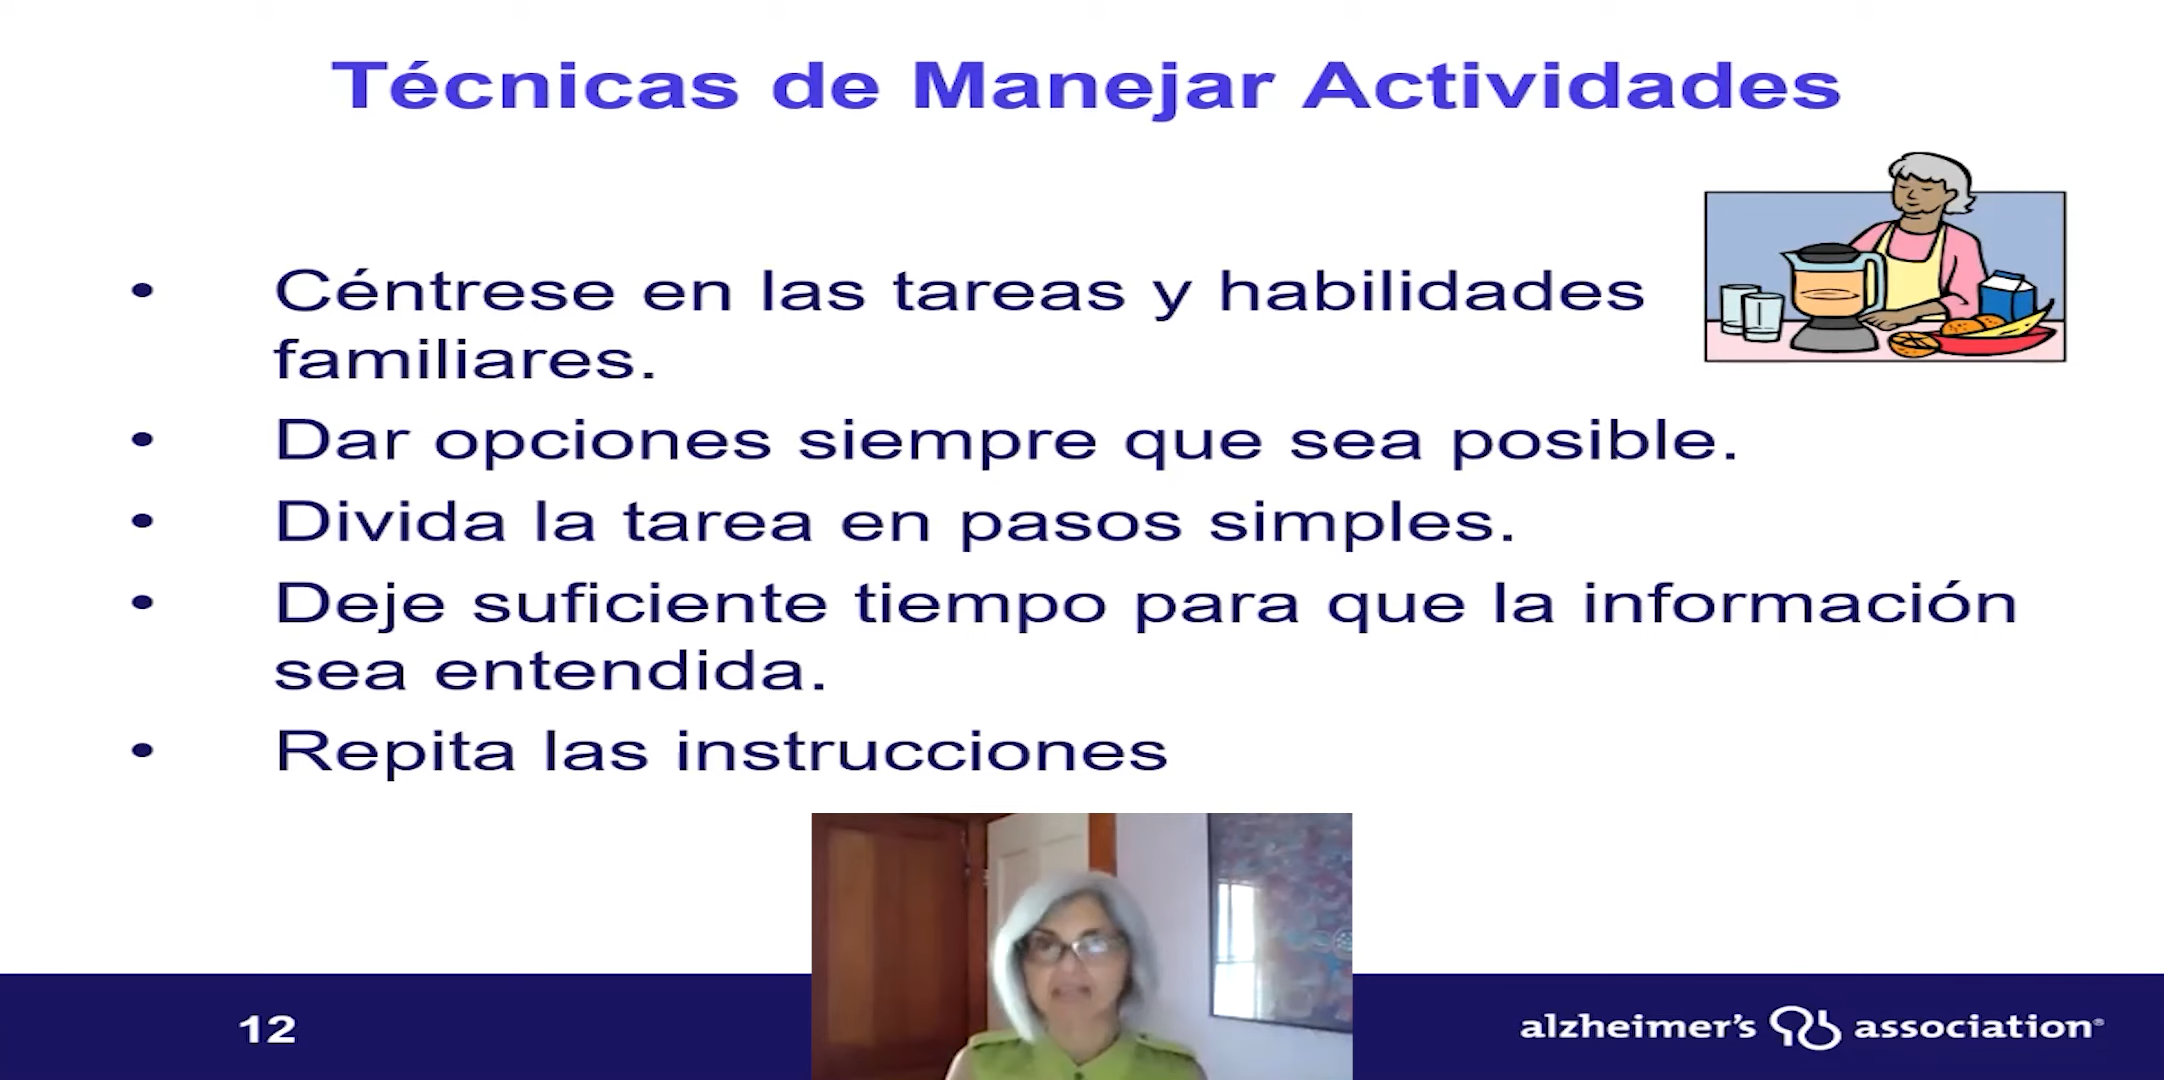 Técnicas de Manejar Actividades
• Céntrese en las tareas y habilidades
familiares.
• Dar opciones siempre que sea posible.
• Divida la tarea en pasos simples.
• Deje suficiente tiempo para que la información
sea entendida.
• Repita las instrucciones
12
alzheimer's association®